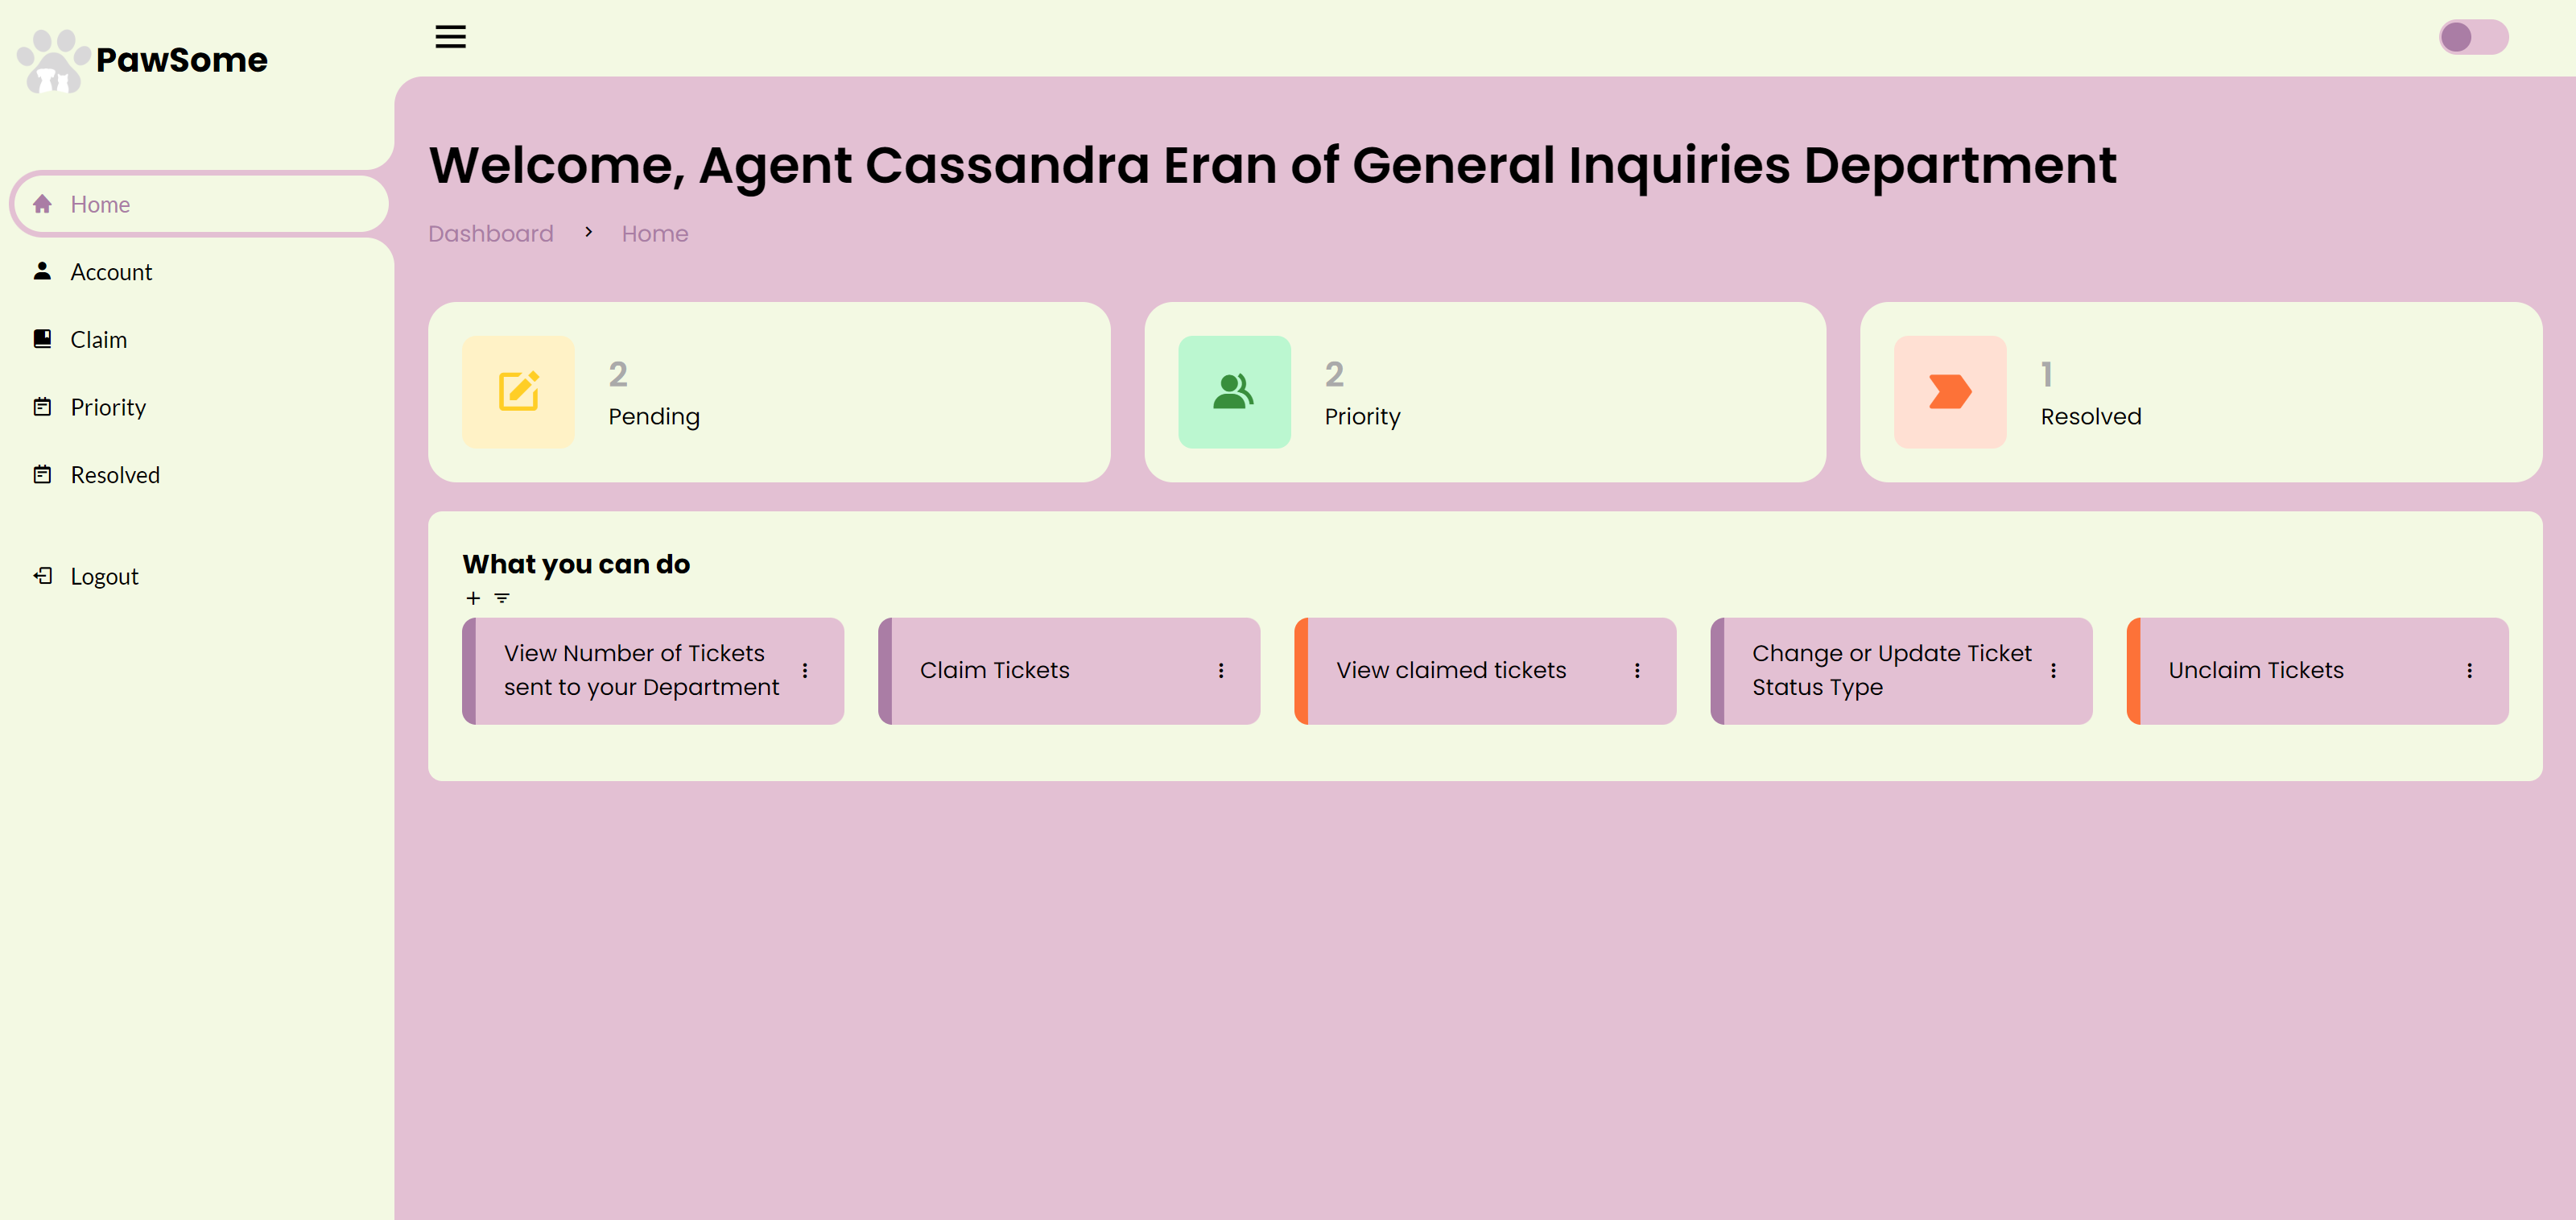 PawSome
Home
Account
Claim
Priority
Resolved
Logout
Welcome, Agent Cassandra Eran of General Inquiries Department
Dashboard > Home
2
Pending
2
Priority
1
Resolved
What you can do
View Number of Tickets
sent to your Department
Claim Tickets
View claimed tickets
Change or Update Ticket
Status Type
Unclaim Tickets